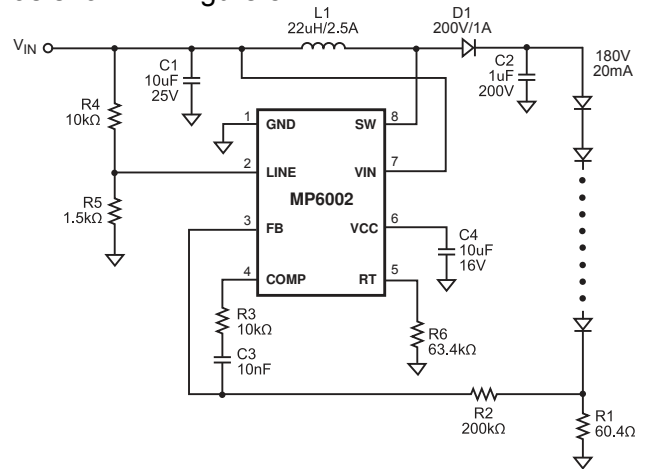 L1
22uH/2.5A
D1
200V/1A
VIN
C1
10uF
25V
C2
1uF
200V
180V
20mA
R4
10kΩ
1
GND
SW
8
2
LINE
VIN
7
MP6002
R5
1.5kΩ
3
FB
VCC
6
C4
10uF
16V
4
COMP
RT
5
R3
10kΩ
C3
10nF
R6
63.4kΩ
R2
200kΩ
R1
60.4Ω